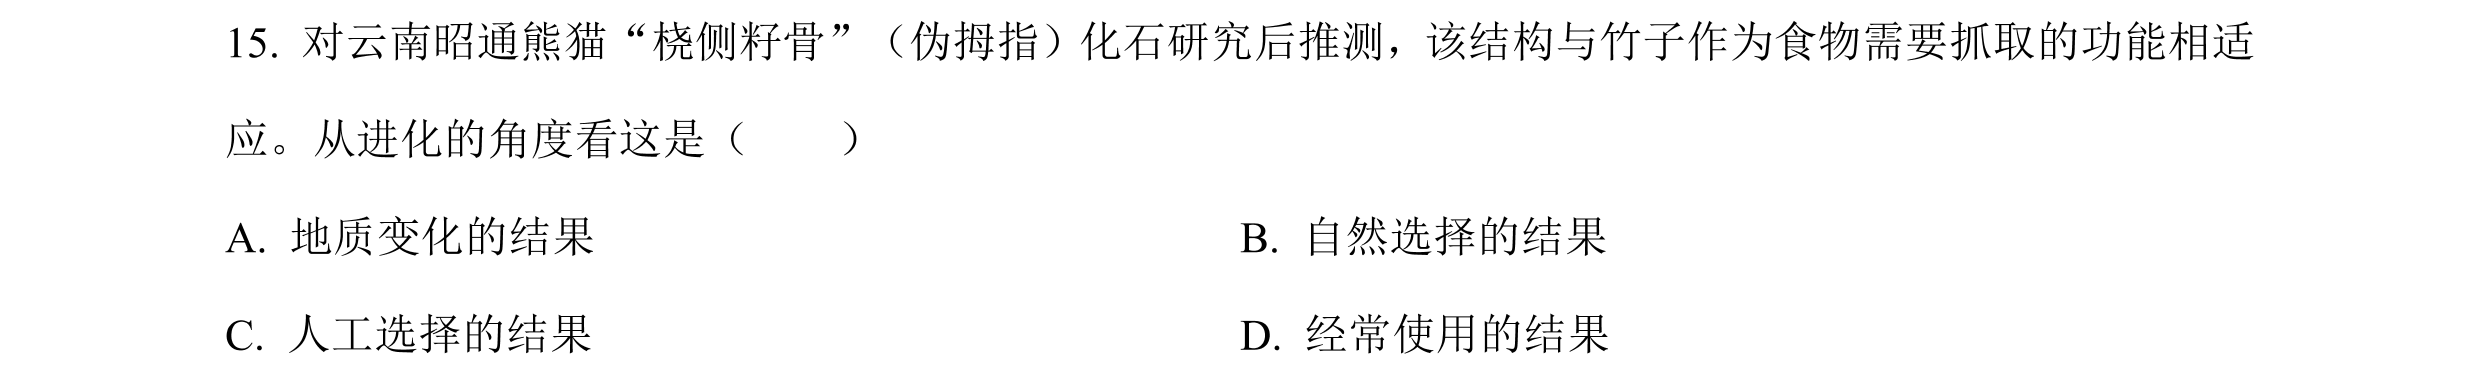 15. 对云南昭通熊猫“桡侧籽骨”（伪拇指）化石研究后推测，该结构与竹子作为食物需要抓取的功能相适
应。从进化的角度看这是（　　）
A. 地质变化的结果　　B. 自然选择的结果
C. 人工选择的结果　　D. 经常使用的结果